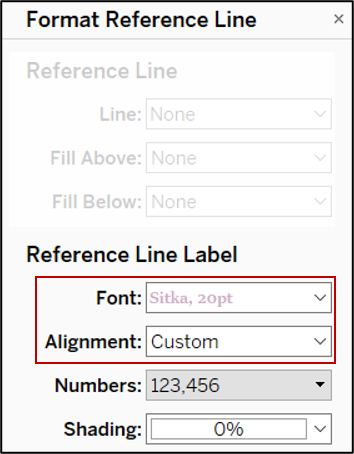 Format Reference Line ×
Reference Line
Line: None
Fill Above: None
Fill Below: None
Reference Line Label
Font: Sitka, 20pt
Alignment: Custom
Numbers: 123,456
Shading: 0%